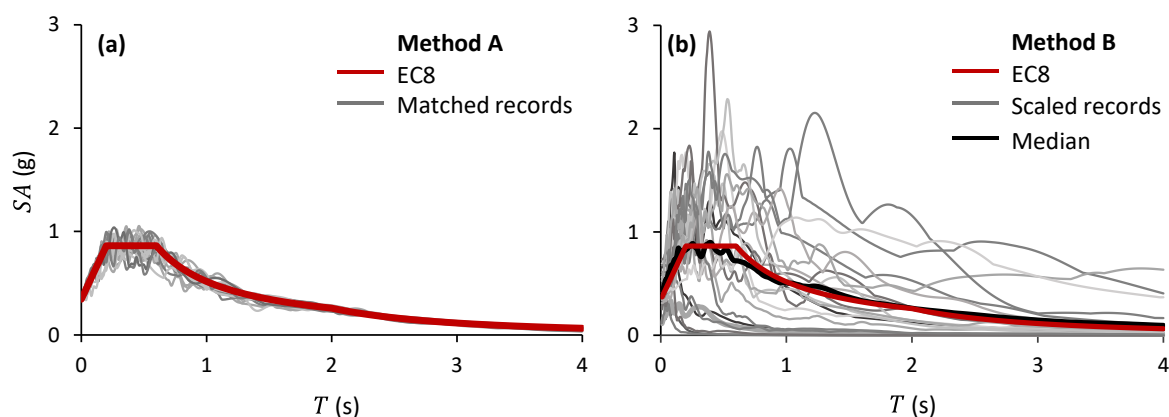 (a)
Method A
EC8
Matched records
SA (g)
3
2
1
0
0 1 2 3 4
T (s)
(b)
Method B
EC8
Scaled records
Median
3
2
1
0
0 1 2 3 4
T (s)